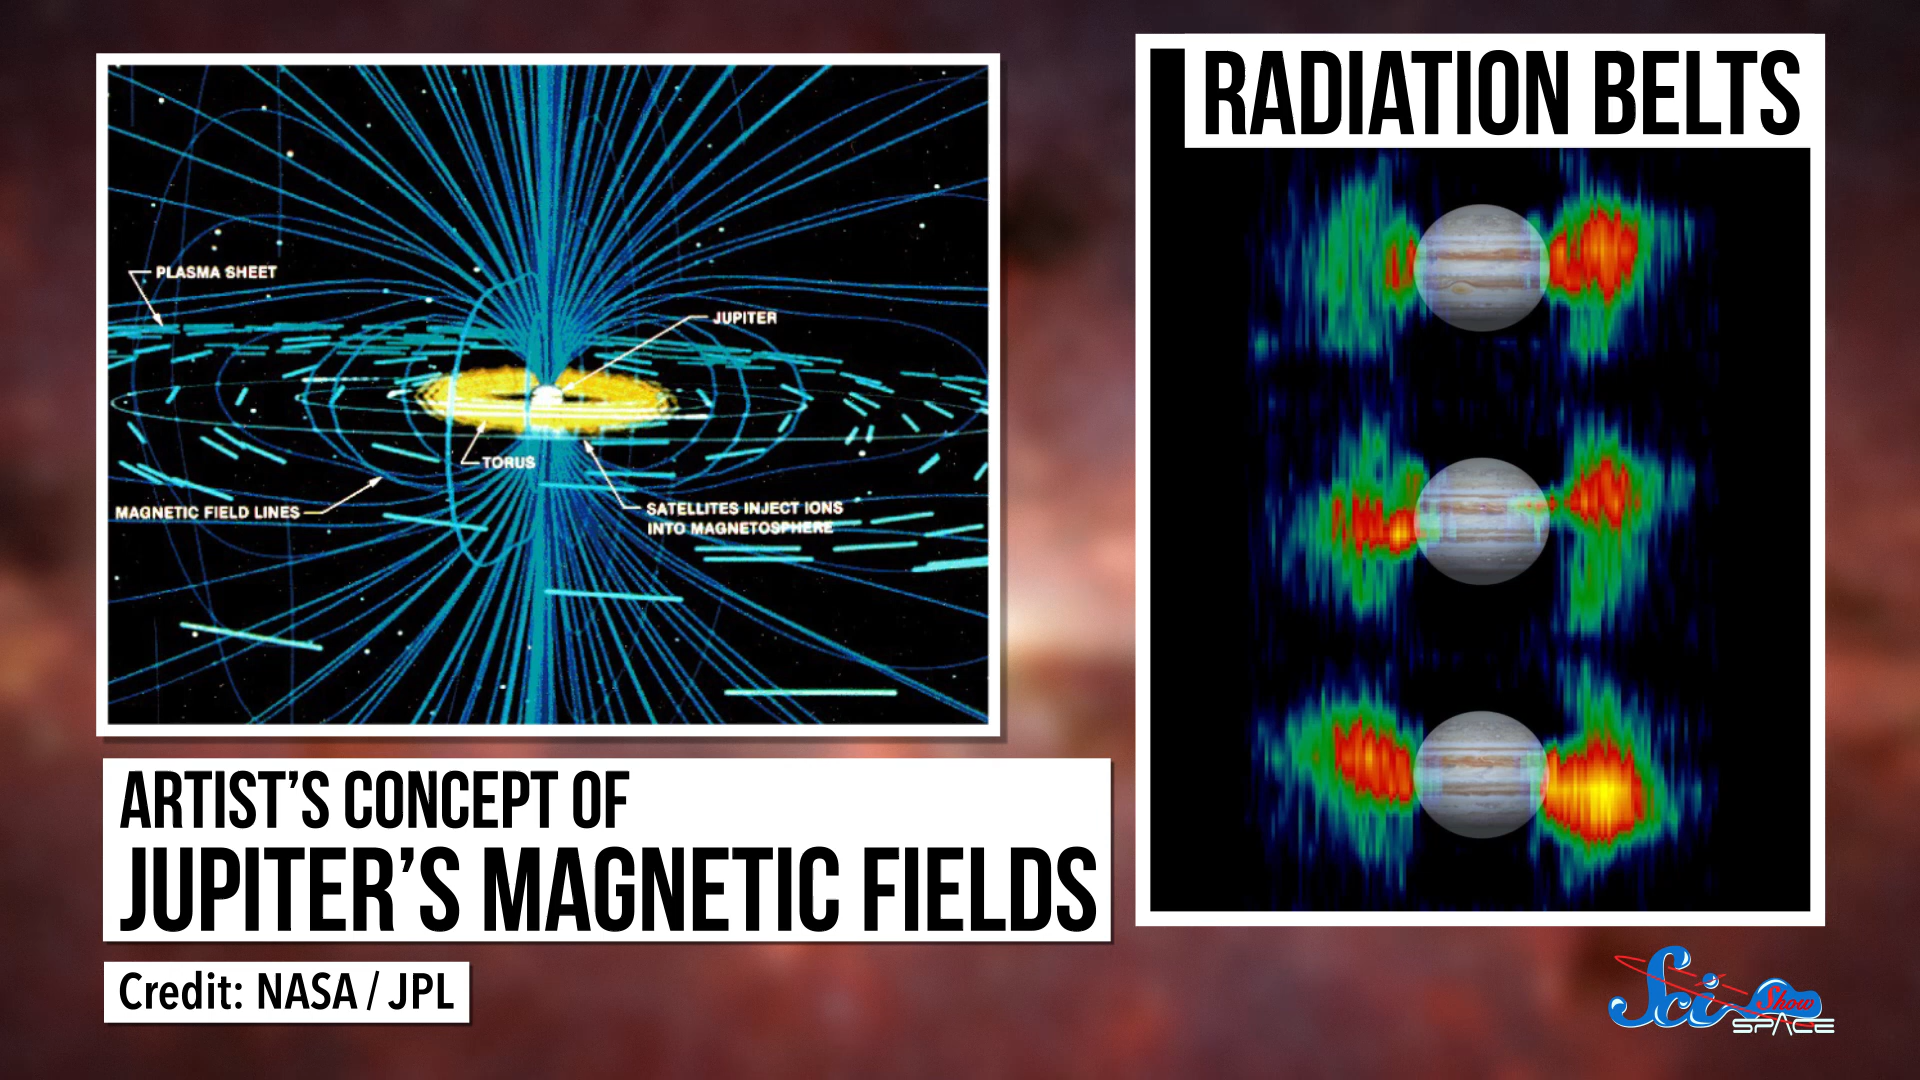 PLASMA SHEET
JUPITER
TORUS
MAGNETIC FIELD LINES
SATELLITES INJECT IONS
INTO MAGNETOSPHERE
ARTIST’S CONCEPT OF
JUPITER’S MAGNETIC FIELDS
Credit: NASA / JPL
RADIATION BELTS
Sci Show
SPACE